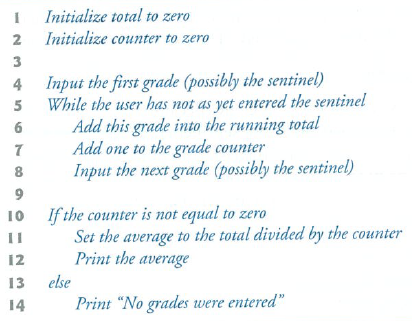 1 Initialize total to zero
2 Initialize counter to zero
3
4 Input the first grade (possibly the sentinel)
5 While the user has not as yet entered the sentinel
6 Add this grade into the running total
7 Add one to the grade counter
8 Input the next grade (possibly the sentinel)
9
10 If the counter is not equal to zero
11 Set the average to the total divided by the counter
12 Print the average
13 else
14 Print “No grades were entered”